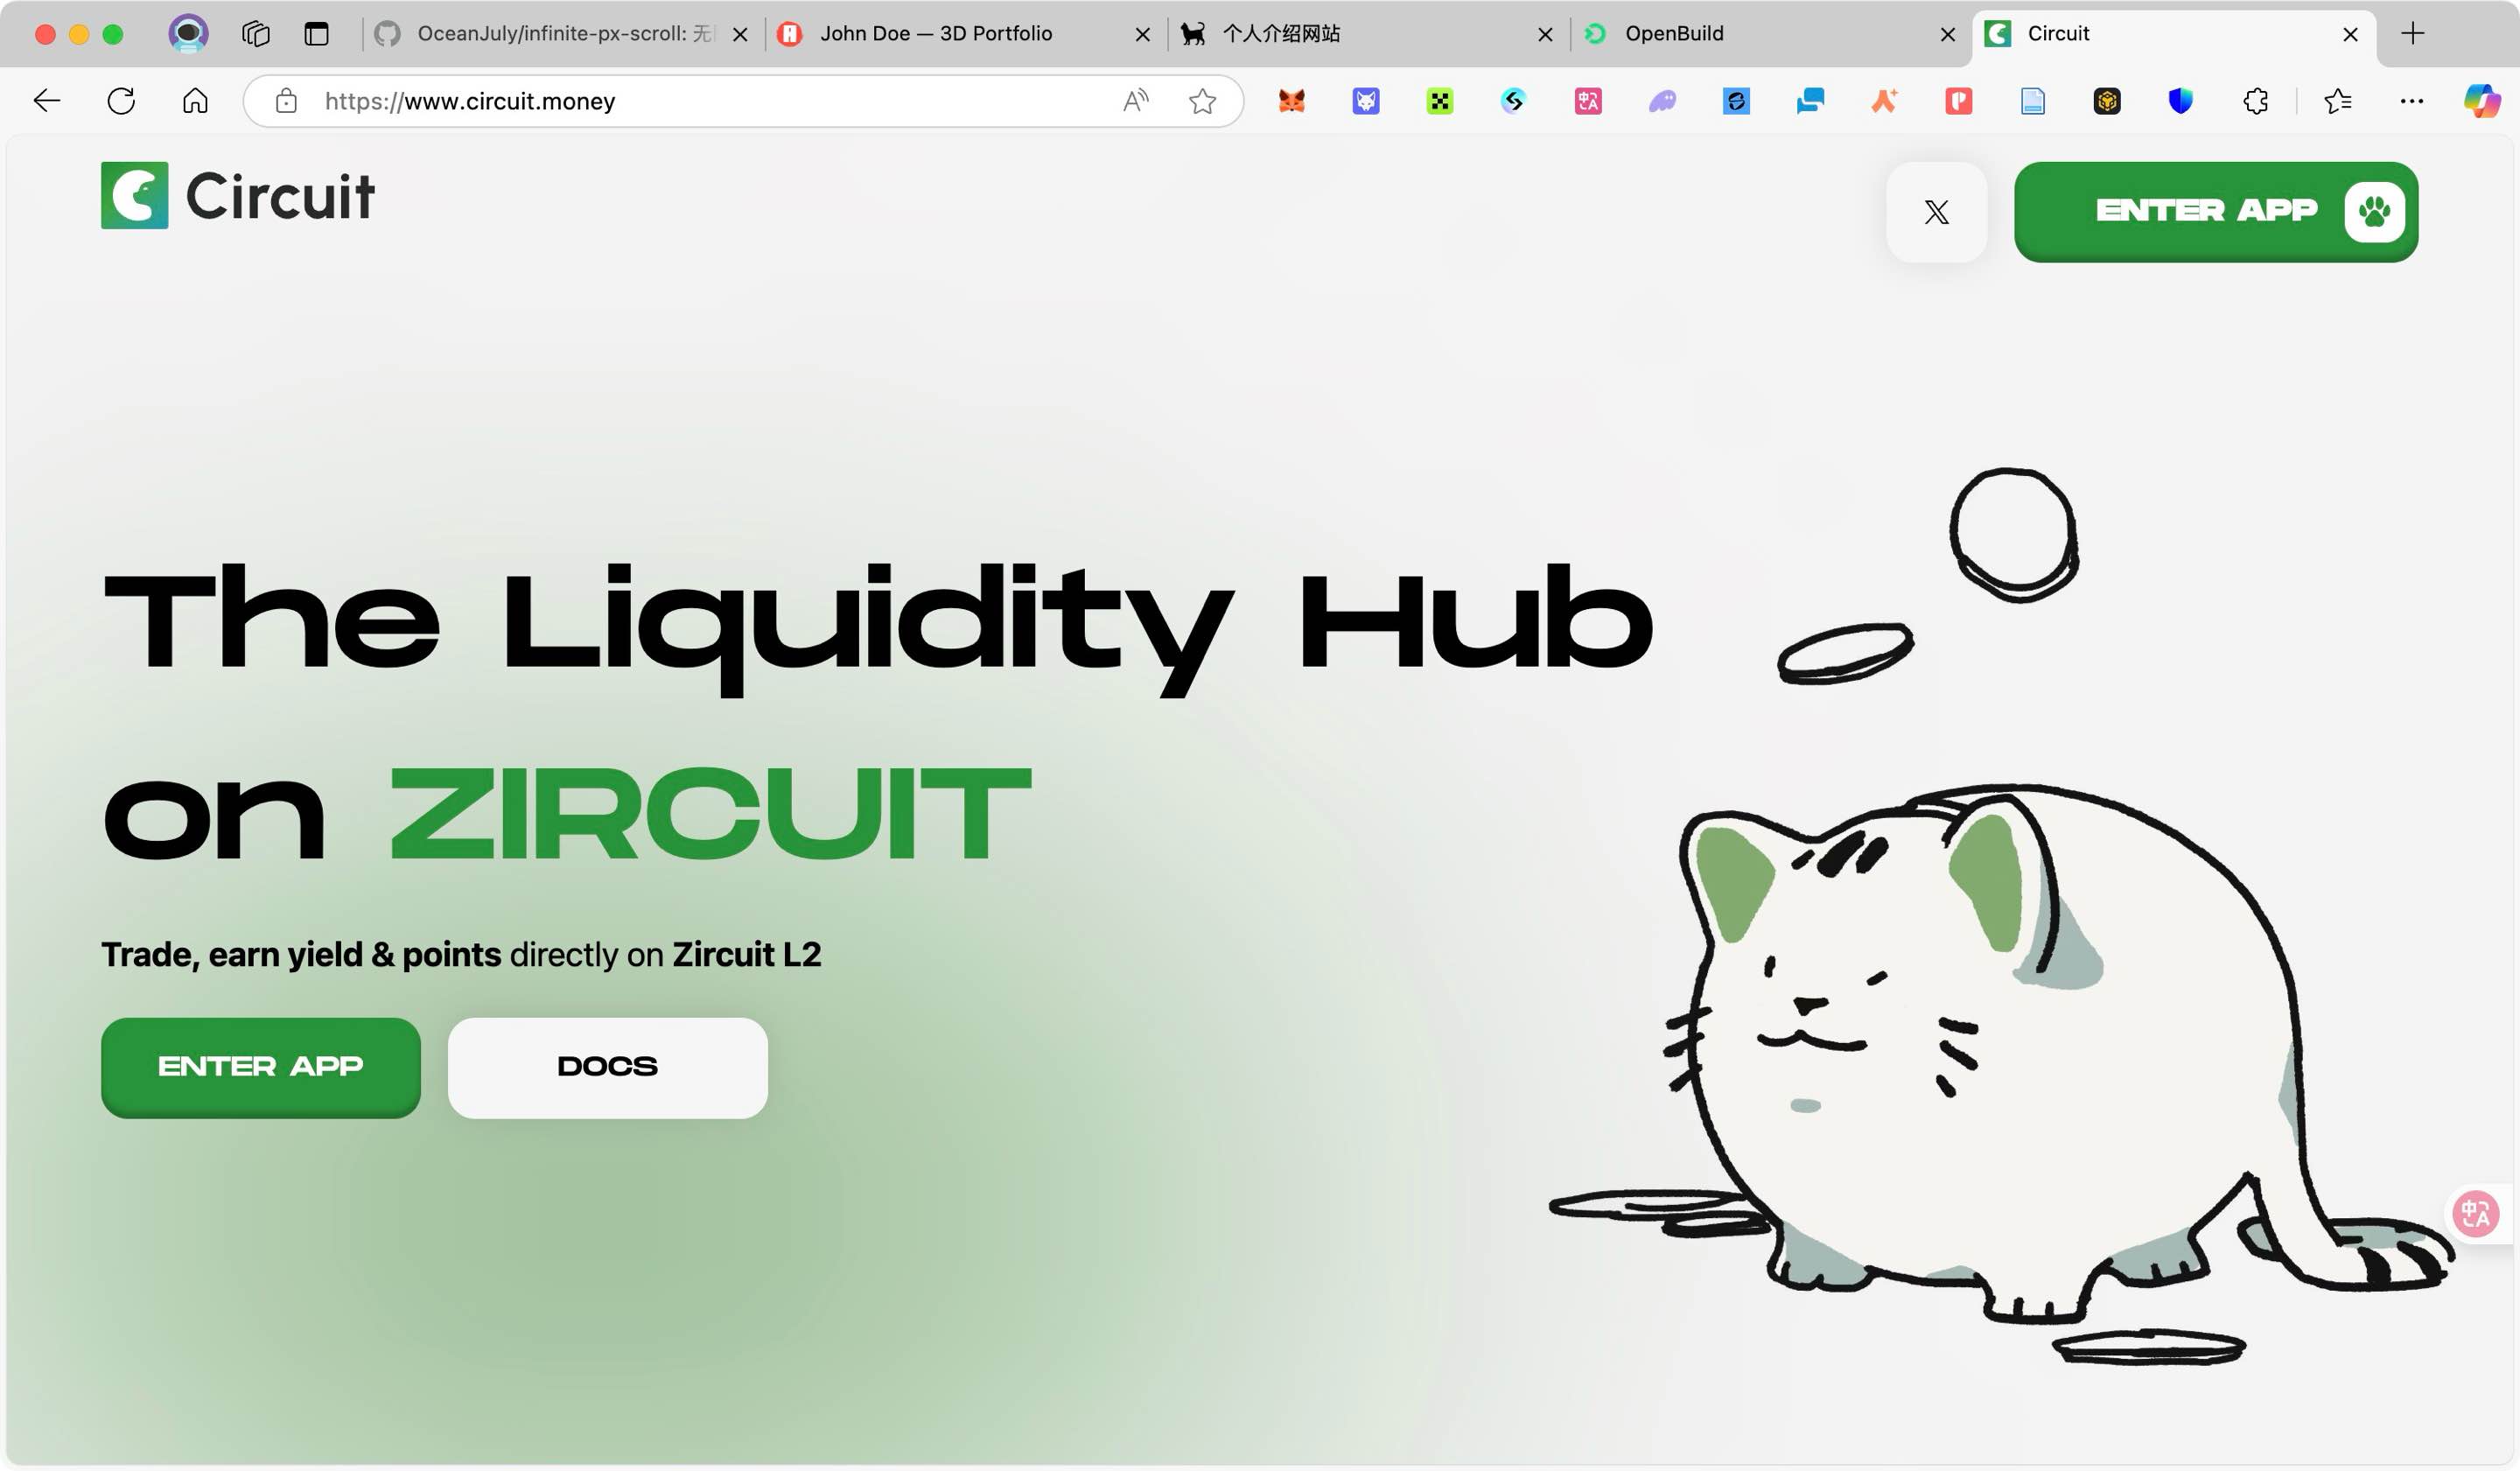 OceanJuly/infinite-px-scroll: 无
John Doe — 3D Portfolio
个人介绍网站
OpenBuild
Circuit
https://www.circuit.money
Circuit
ENTER APP
The Liquidity Hub
on ZIRCUIT
Trade, earn yield & points directly on Zircuit L2
ENTER APP
DOCS